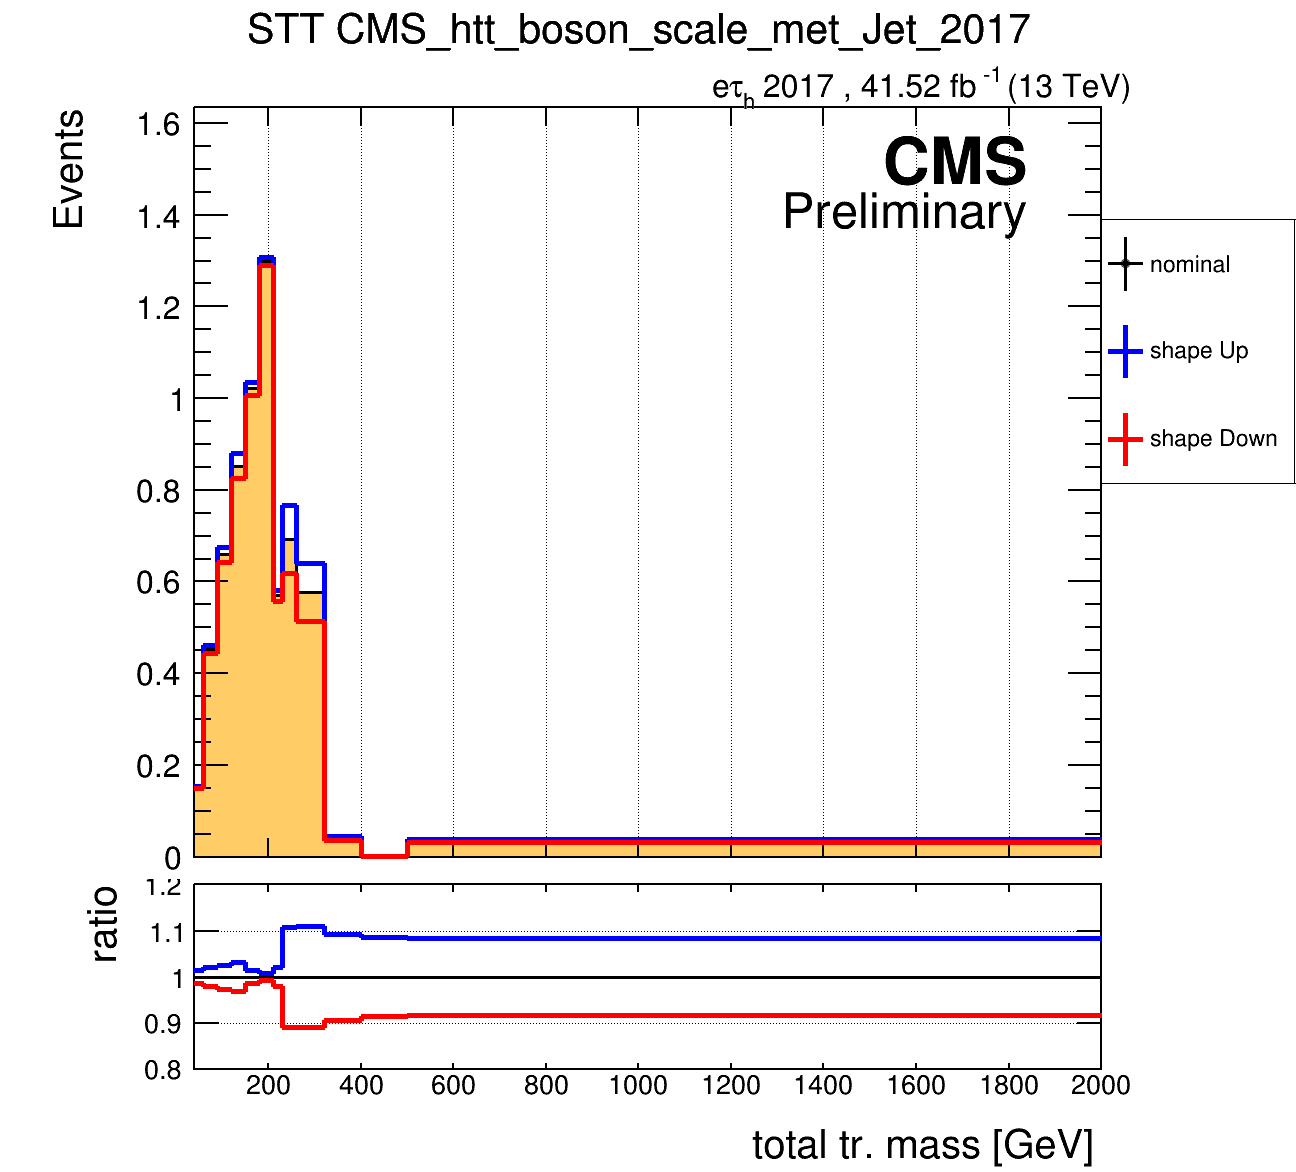 STT CMS_htt_boson_scale_met_Jet_2017
eτh 2017 , 41.52 fb -1 (13 TeV)
Events
1.6
1.4
1.2
1
0.8
0.6
0.4
0.2
0
CMS
Preliminary
nominal
shape Up
shape Down
ratio
1.2
1.1
1
0.9
0.8
200 400 600 800 1000 1200 1400 1600 1800 2000
total tr. mass [GeV]